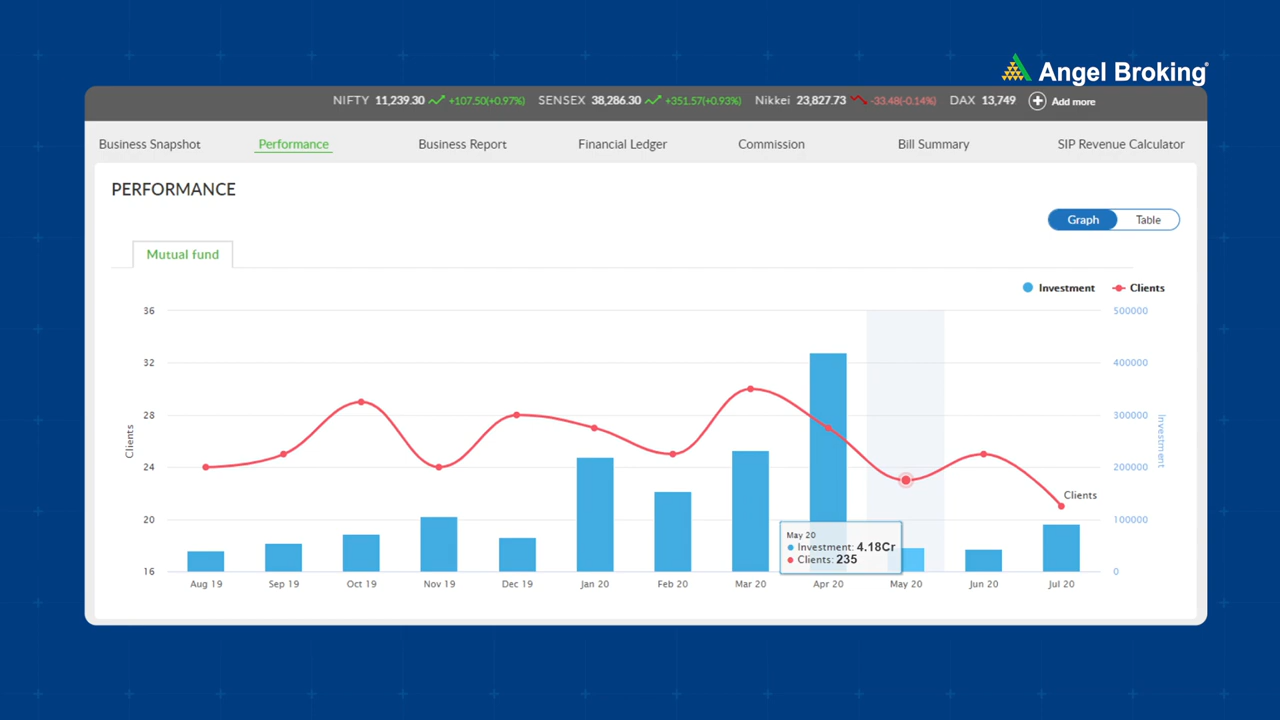 Angel Broking
NIFTY 11,239.30 +107.50(+0.97%) SENSEX 38,286.30 +351.57(+0.93%) Nikkei 23,827.73 -33.48(-0.14%) DAX 13,749 Add more
Business Snapshot Performance Business Report Financial Ledger Commission Bill Summary SIP Revenue Calculator
PERFORMANCE
Graph Table
Mutual fund
Investment Clients
36 500000
32 400000
28 300000
Clients Investment
24 200000
Clients
20 100000
May 20
Investment: 4.18Cr
Clients: 235
16 0
Aug 19 Sep 19 Oct 19 Nov 19 Dec 19 Jan 20 Feb 20 Mar 20 Apr 20 May 20 Jun 20 Jul 20